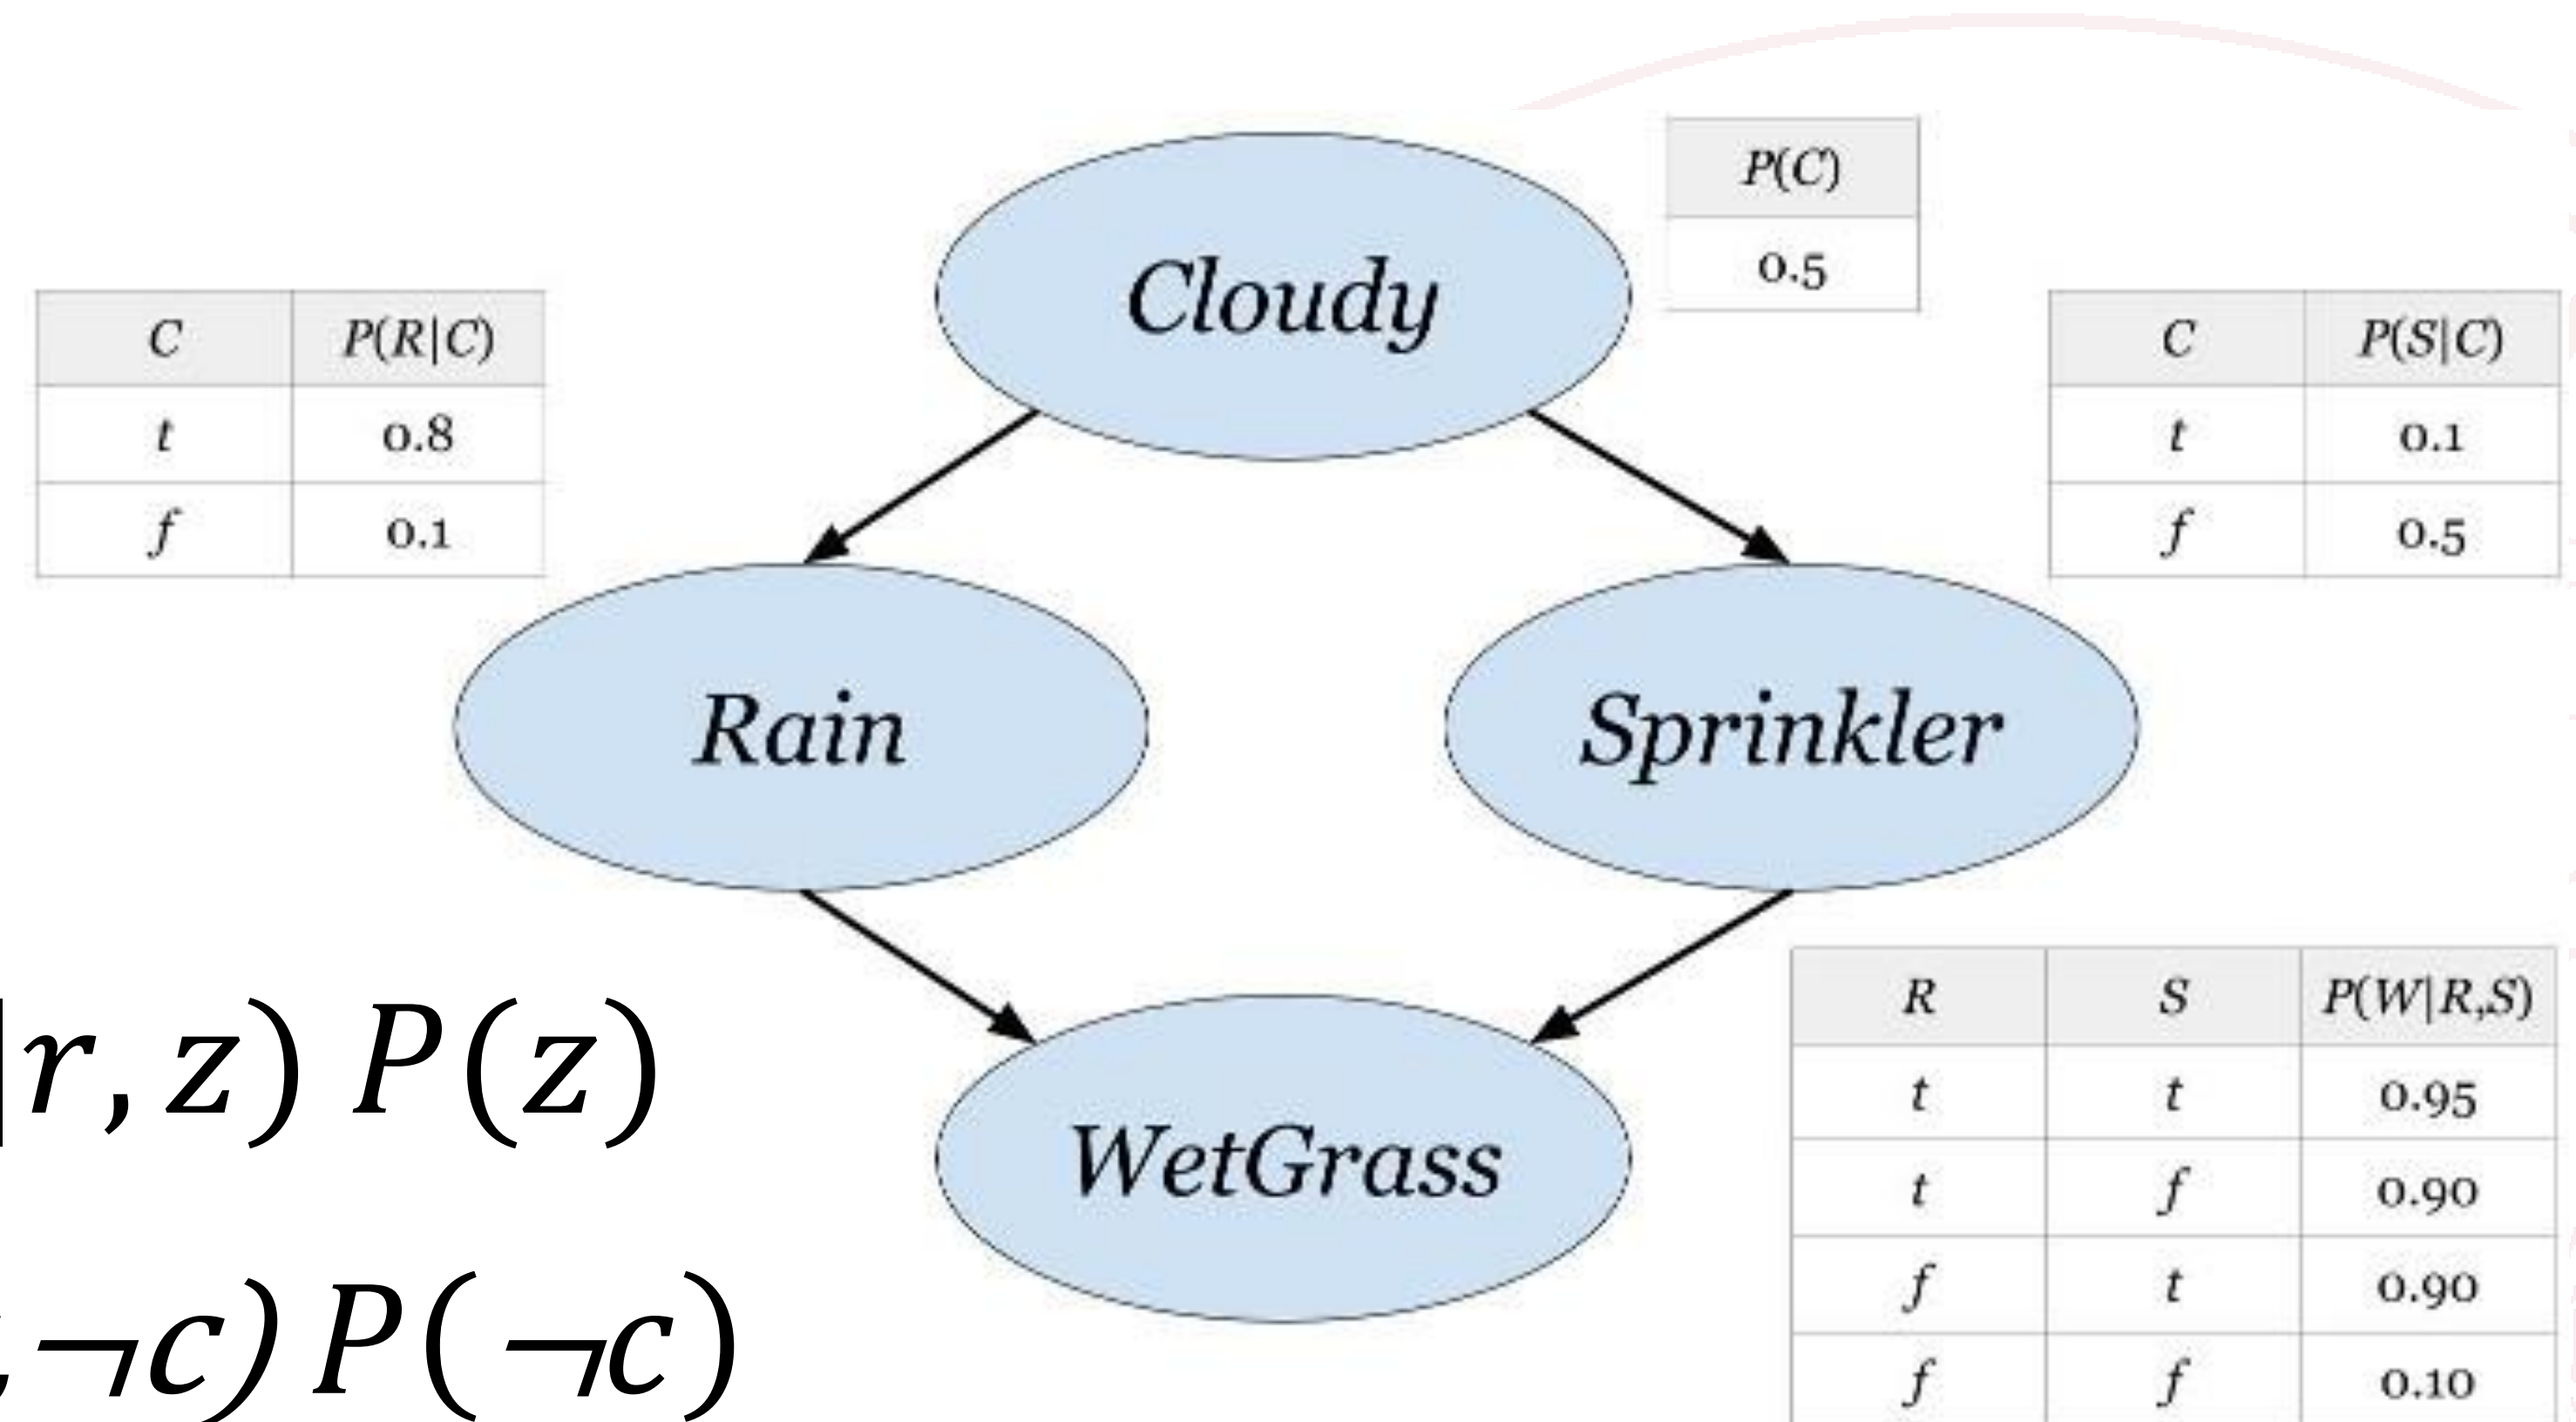 P(C)
0.5
Cloudy
C P(R|C)
t 0.8
f 0.1
C P(S|C)
t 0.1
f 0.5
Rain
Sprinkler
|r, z) P(z)
WetGrass
R S P(W|R,S)
t t 0.95
t f 0.90
f t 0.90
f f 0.10
,¬c) P(¬c)